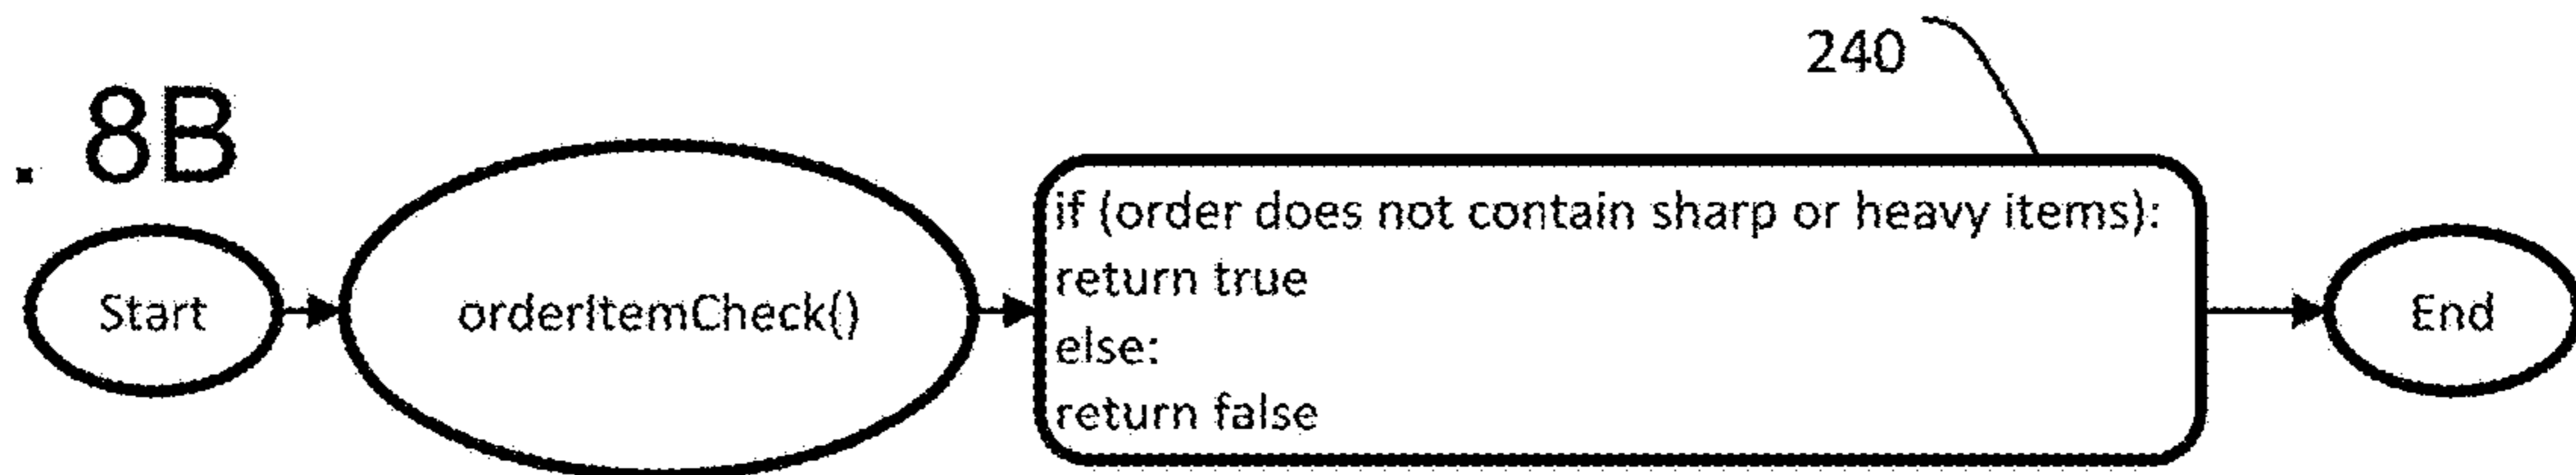 240
. 8B
Start
orderItemCheck()
if (order does not contain sharp or heavy items):
return true
else:
return false
End